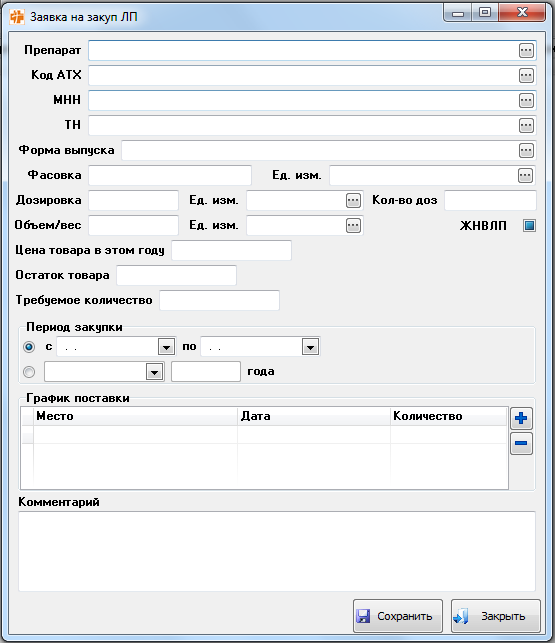 Заявка на закуп ЛП
Препарат
Код АТХ
МНН
ТН
Форма выпуска
Фасовка Ед. изм.
Дозировка Ед. изм. Кол-во доз
Объем/вес Ед. изм. ЖНВЛП
Цена товара в этом году
Остаток товара
Требуемое количество
Период закупки
с . . по . .
года
График поставки
Место Дата Количество
Комментарий
Сохранить Закрыть